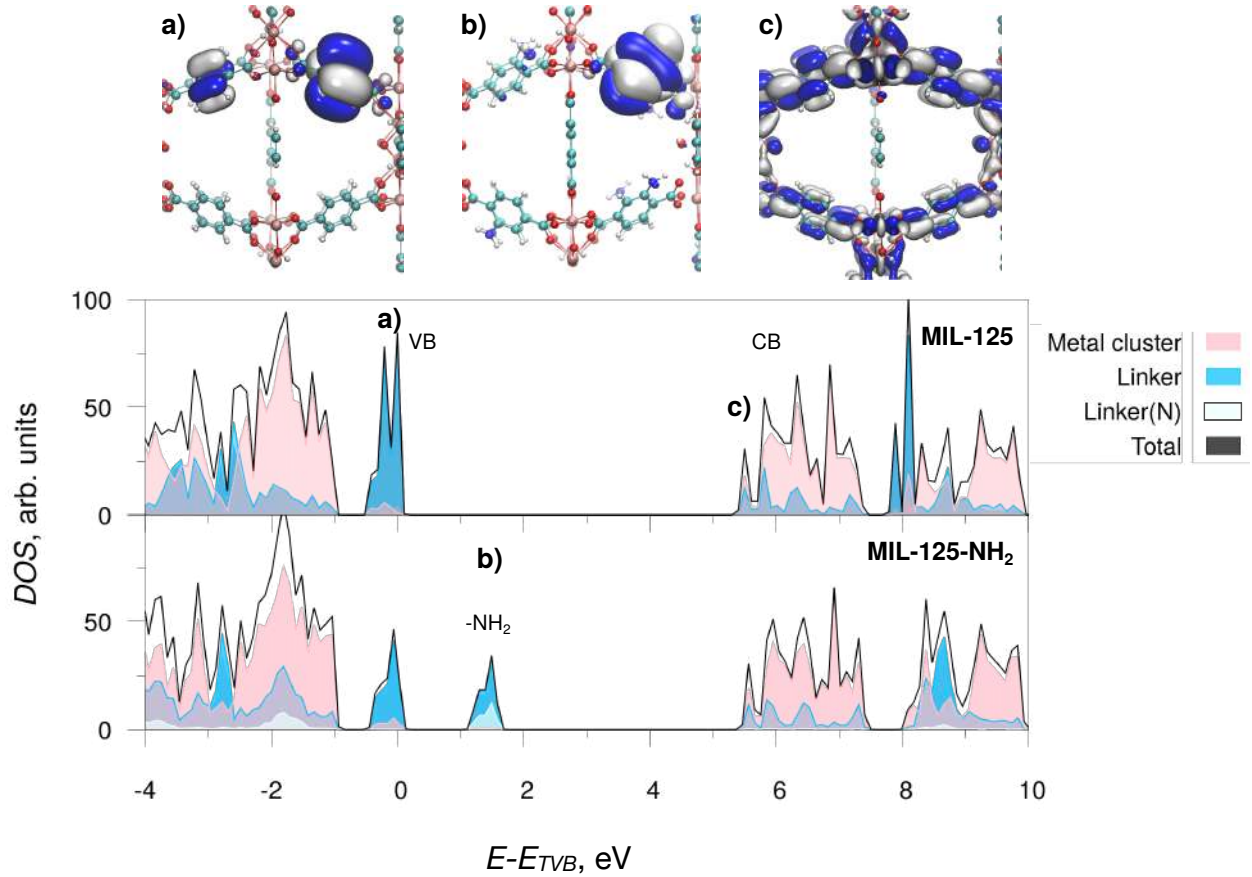 a) b) c)
100
a) VB CB MIL-125
Metal cluster
c) Linker
50
Linker(N)
Total
0
b) MIL-125-NH₂
-NH₂
50
0
DOS, arb. units
-4 -2 0 2 4 6 8 10
E-E_TVB, eV